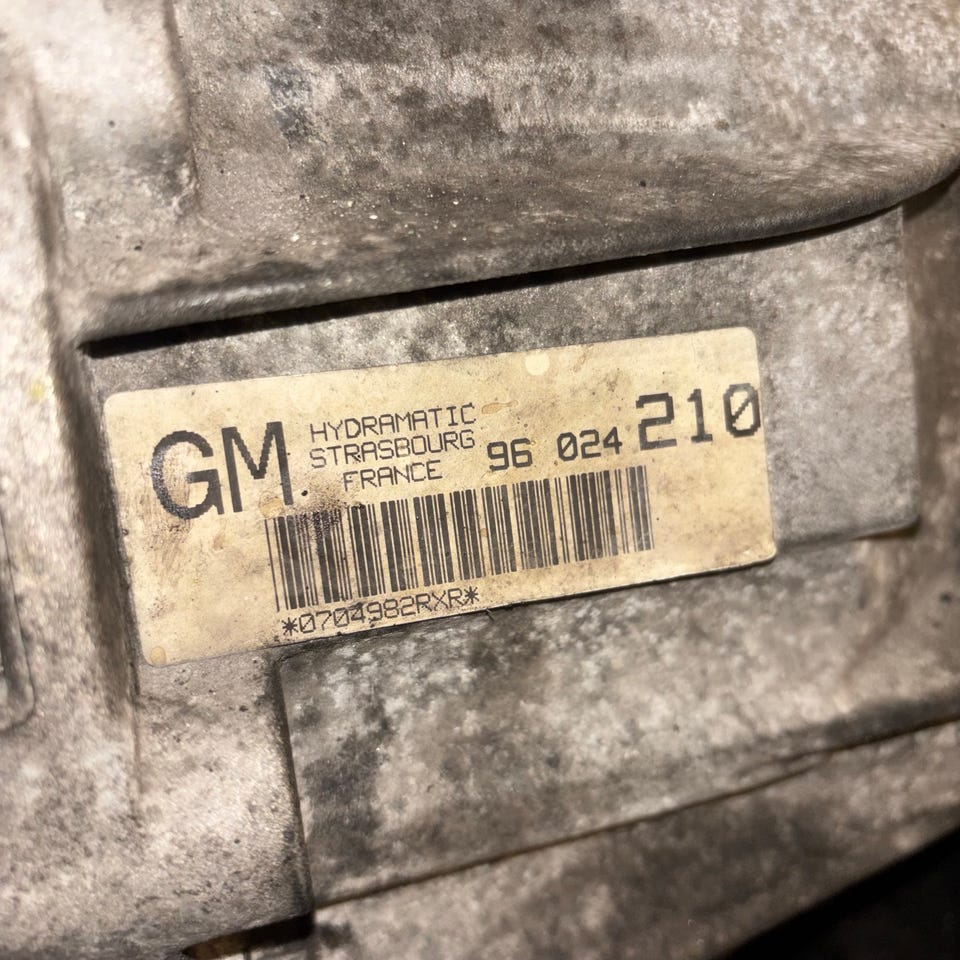 GM HYDRAMATIC
STRASBOURG
FRANCE
96 024 210
*0704982RXR*